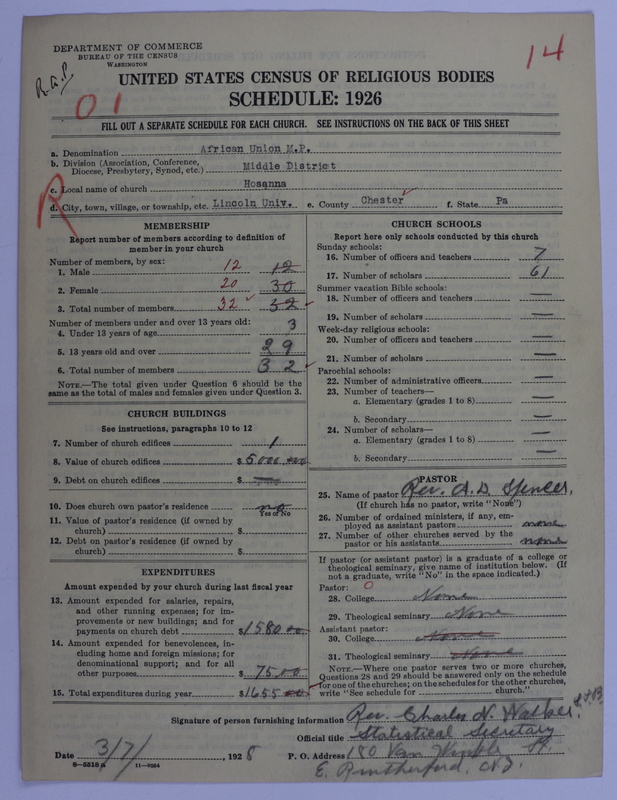 DEPARTMENT OF COMMERCE
BUREAU OF THE CENSUS
WASHINGTON
R.A.P.
01
14
UNITED STATES CENSUS OF RELIGIOUS BODIES
SCHEDULE: 1926
FILL OUT A SEPARATE SCHEDULE FOR EACH CHURCH. SEE INSTRUCTIONS ON THE BACK OF THIS SHEET
a. Denomination African Union M.P.
b. Division (Association, Conference, Diocese, Presbytery, Synod, etc.) Middle District
c. Local name of church Hosanna
R
d. City, town, village, or township, etc. Lincoln Univ. e. County Chester f. State Pa
MEMBERSHIP
Report number of members according to definition of
member in your church
Number of members, by sex:
1. Male 12 12
2. Female 20 30
3. Total number of members 32 32
Number of members under and over 13 years old:
4. Under 13 years of age 3
5. 13 years old and over 29
6. Total number of members 32
NOTE.—The total given under Question 6 should be the
same as the total of males and females given under Question 3.
CHURCH BUILDINGS
See instructions, paragraphs 10 to 12
7. Number of church edifices 1
8. Value of church edifices $5000.00
9. Debt on church edifices $ —
10. Does church own pastor's residence no
Yes or No
11. Value of pastor's residence (if owned by
church) $
12. Debt on pastor's residence (if owned by
church) $
EXPENDITURES
Amount expended by your church during last fiscal year
13. Amount expended for salaries, repairs,
and other running expenses; for im-
provements or new buildings; and for
payments on church debt $1580.00
14. Amount expended for benevolences, in-
cluding home and foreign missions; for
denominational support; and for all
other purposes $75.00
15. Total expenditures during year $1655.00
CHURCH SCHOOLS
Report here only schools conducted by this church
Sunday schools:
16. Number of officers and teachers 7
17. Number of scholars 61
Summer vacation Bible schools:
18. Number of officers and teachers —
19. Number of scholars —
Week-day religious schools:
20. Number of officers and teachers —
21. Number of scholars —
Parochial schools:
22. Number of administrative officers —
23. Number of teachers—
a. Elementary (grades 1 to 8) —
b. Secondary —
24. Number of scholars—
a. Elementary (grades 1 to 8) —
b. Secondary —
PASTOR
25. Name of pastor Rev. A. D. Spencer.
(If church has no pastor, write "None")
26. Number of ordained ministers, if any, em-
ployed as assistant pastors none
27. Number of other churches served by the
pastor or his assistants none
If pastor (or assistant pastor) is a graduate of a college or
theological seminary, give name of institution below. (If
not a graduate, write "No" in the space indicated.)
Pastor: 0
28. College None
29. Theological seminary None
Assistant pastor:
30. College None
31. Theological seminary None
NOTE.—Where one pastor serves two or more churches,
Questions 28 and 29 should be answered only on the schedule
for one of the churches; on the schedules for the other churches,
write "See schedule for church."
Signature of person furnishing information Rev. Charles N. Walker.
Official title Statistical Secretary
Date 3/7/, 1928 P. O. Address 180 Van Winkle St.
E. Rutherford, N.J.
8—5518a 11—9264